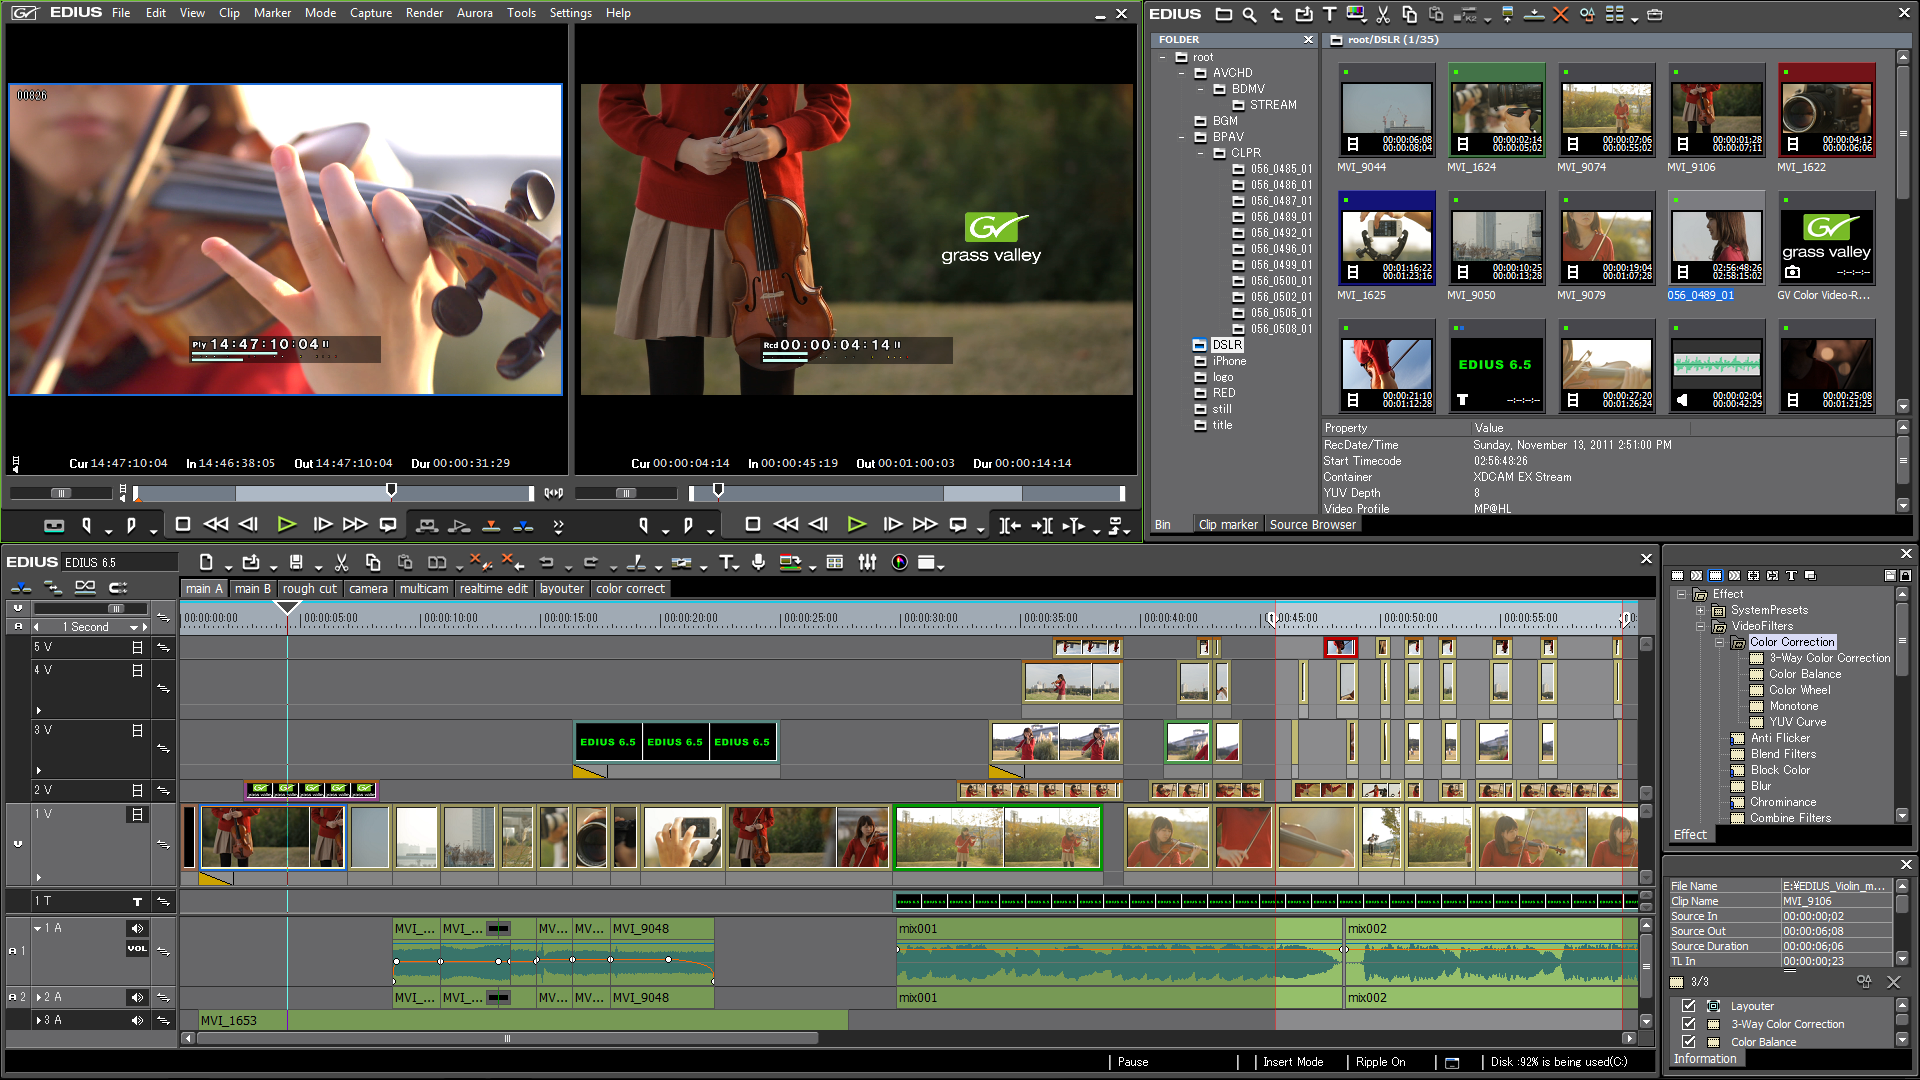 EDIUS File Edit View Clip Marker Mode Capture Render Aurora Tools Settings Help
00826
Ply 14:47:10:04
grass valley
Rcd 00:00:04:14
Cur 14:47:10:04 In 14:46:38:05 Out 14:47:10:04 Dur 00:00:31:29
Cur 00:00:04:14 In 00:00:45:19 Out 00:01:00:03 Dur 00:00:14:14
EDIUS
FOLDER
root
AVCHD
BDMV
STREAM
BGM
BPAV
CLPR
056_0485_01
056_0486_01
056_0487_01
056_0489_01
056_0492_01
056_0496_01
056_0499_01
056_0500_01
056_0502_01
056_0505_01
056_0508_01
DSLR
iPhone
logo
RED
still
title
root/DSLR (1/35)
00:00:06;08 00:00:02;14 00:00:07;06 00:00:01;28 00:00:04;12
00:00:08;04 00:00:05;02 00:00:55;02 00:00:07;11 00:00:06;06
MVI_9044 MVI_1624 MVI_9074 MVI_9106 MVI_1622
grass valley
00:01:16;22 00:00:10;25 00:00:19;04 02:56:48:26 --:--:--:--
00:01:23;16 00:00:13;28 00:01:07;28 02:58:15:02
MVI_1625 MVI_9050 MVI_9079 056_0489_01 GV Color Video-R...
EDIUS 6.5
00:00:21;10 --:--:--:-- 00:00:27;20 00:00:02:04 00:00:25;08
00:01:12;28 00:01:26;24 00:04:42:29 00:01:21;25
Property Value
RecDate/Time Sunday, November 13, 2011 2:51:00 PM
Start Timecode 02:56:48:26
Container XDCAM EX Stream
YUV Depth 8
Video Profile MP@HL
Bin Clip marker Source Browser
EDIUS EDIUS 6.5
main A main B rough cut camera multicam realtime edit layouter color correct
1 Second
00:00:00:00 00:00:05:00 00:00:10:00 00:00:15:00 00:00:20:00 00:00:25:00 00:00:30:00 00:00:35:00 00:00:40:00 00:45:00 00:00:50:00 00:00:55:00
5 V
4 V
3 V
EDIUS 6.5 EDIUS 6.5 EDIUS 6.5
2 V
1 V
1 T T
1 A
MVI_... MVI_... MV... MV... MVI_9048 mix001 mix002
A 1 VOL
A 2 2 A
MVI_... MVI_... MV... MV... MVI_9048 mix001 mix002
3 A
MVI_1653
Pause Insert Mode Ripple On Disk :92% is being used(C:)
Effect
SystemPresets
VideoFilters
Color Correction
3-Way Color Correction
Color Balance
Color Wheel
Monotone
YUV Curve
Anti Flicker
Blend Filters
Block Color
Blur
Chrominance
Combine Filters
Effect
File Name E:¥EDIUS_Violin_m...
Clip Name MVI_9106
Source In 00:00:00;02
Source Out 00:00:06;08
Source Duration 00:00:06;06
TL In 00:00:00;23
3/3
Layouter
3-Way Color Correction
Color Balance
Information